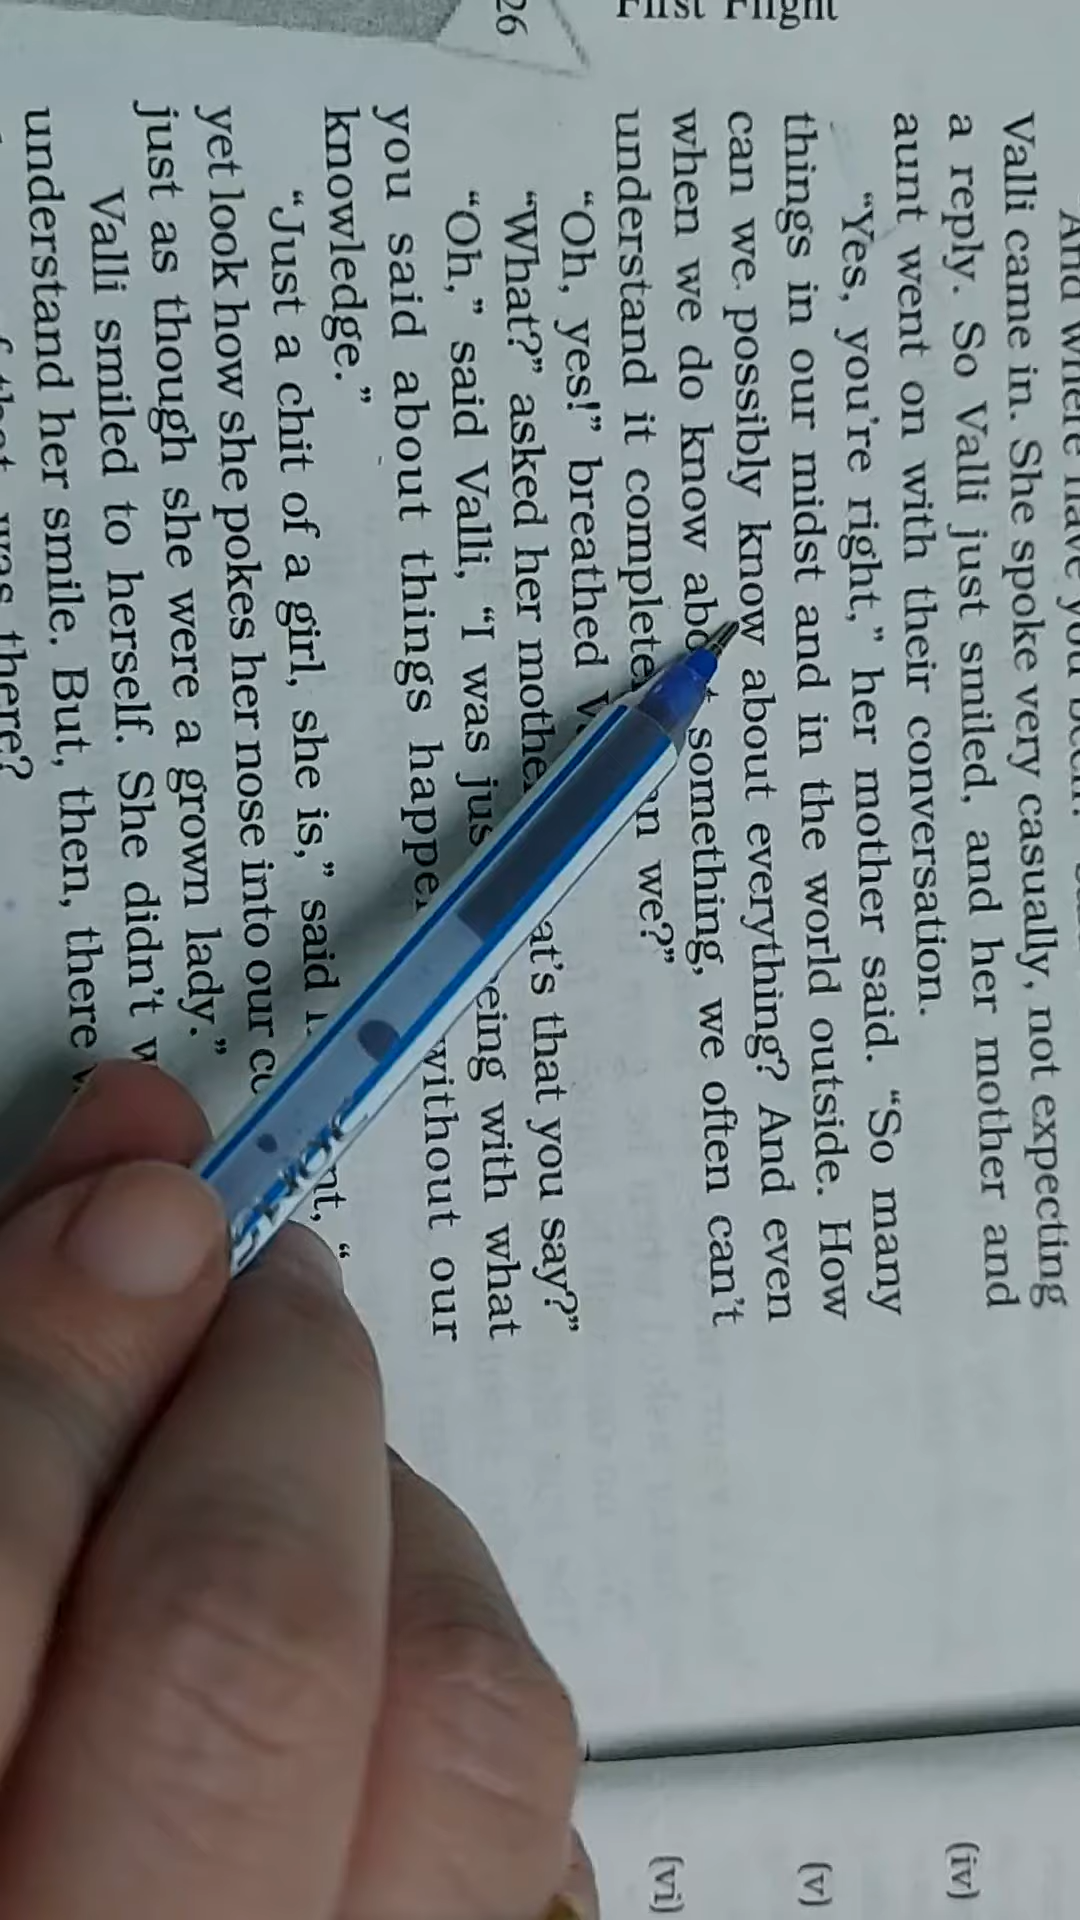 26
First Flight
And where have you been?
Valli came in. She spoke very casually, not expecting
a reply. So Valli just smiled, and her mother and
aunt went on with their conversation.
“Yes, you’re right,” her mother said. “So many
things in our midst and in the world outside. How
can we possibly know about everything? And even
when we do know about something, we often can’t
understand it complete an we?”
“Oh, yes!” breathed
“What?” asked her mothe at’s that you say?”
“Oh,” said Valli, “I was jus eing with what
you said about things happe without our
knowledge.”
“Just a chit of a girl, she is,” said nt, “
yet look how she pokes her nose into our co
just as though she were a grown lady.”
Valli smiled to herself. She didn’t w
understand her smile. But, then, there w
was there?
(iv)
(v)
(vi)